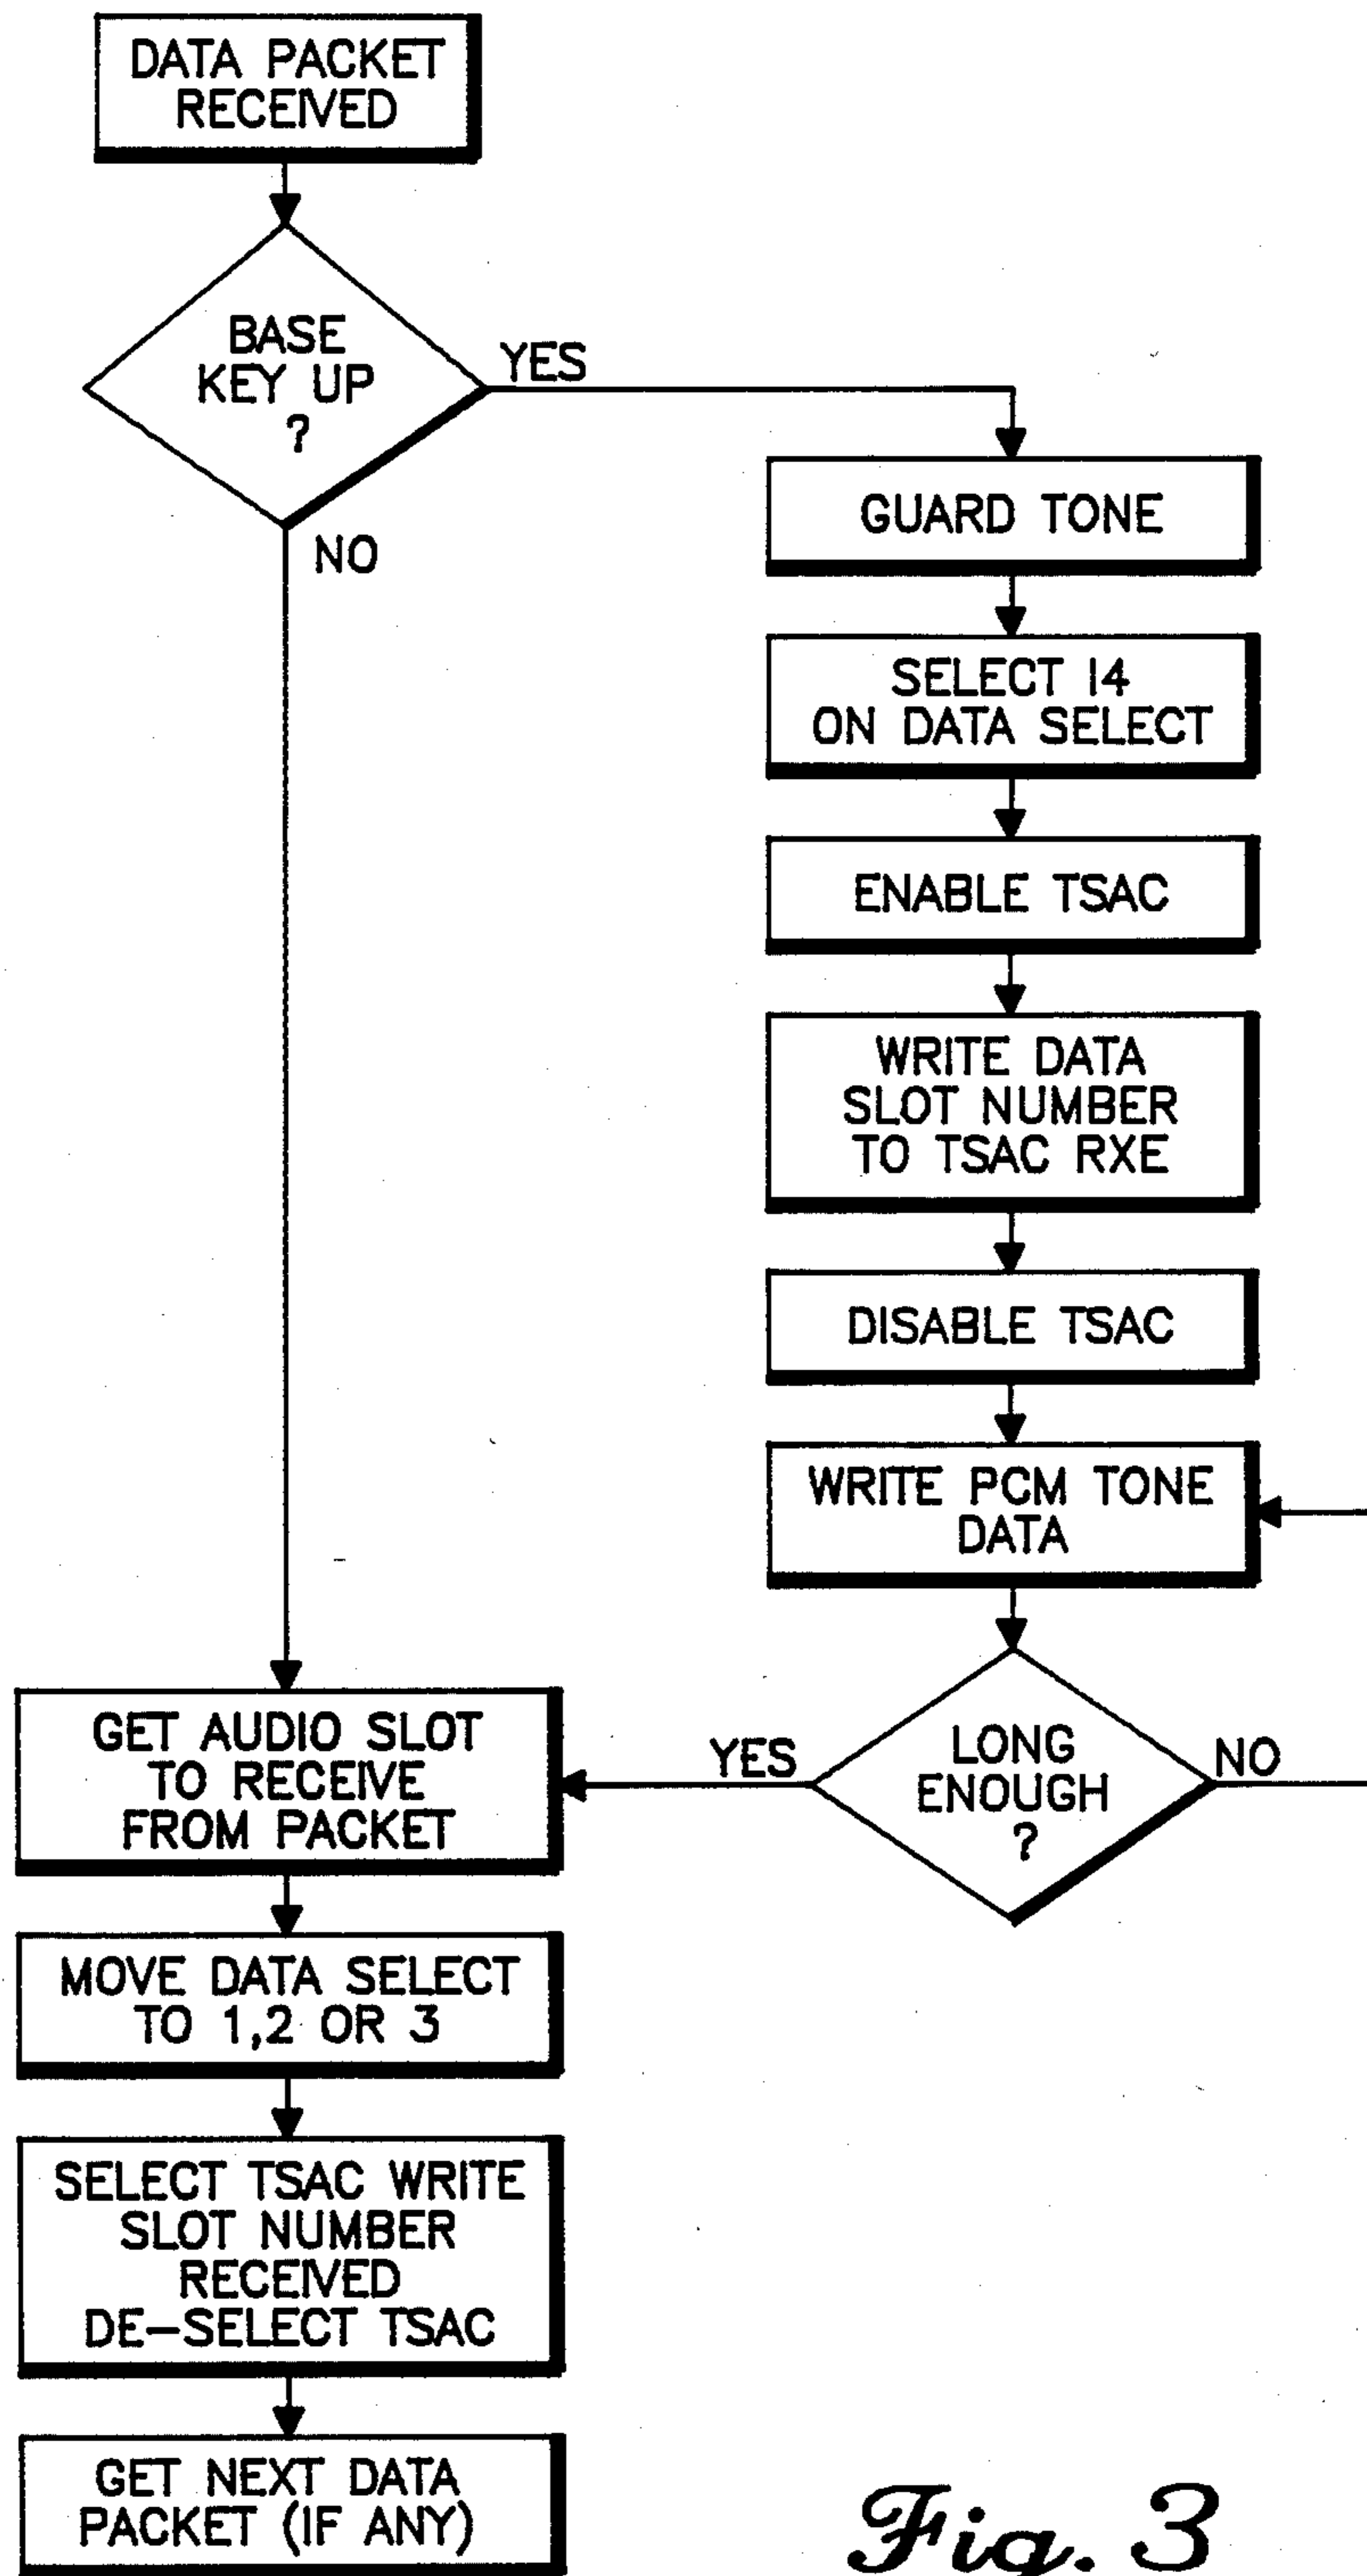 DATA PACKET
RECEIVED
BASE
KEY UP
?
YES
NO
GUARD TONE
SELECT I4
ON DATA SELECT
ENABLE TSAC
WRITE DATA
SLOT NUMBER
TO TSAC RXE
DISABLE TSAC
WRITE PCM TONE
DATA
LONG
ENOUGH
?
YES
NO
GET AUDIO SLOT
TO RECEIVE
FROM PACKET
MOVE DATA SELECT
TO 1,2 OR 3
SELECT TSAC WRITE
SLOT NUMBER
RECEIVED
DE-SELECT TSAC
GET NEXT DATA
PACKET (IF ANY)
Fig. 3